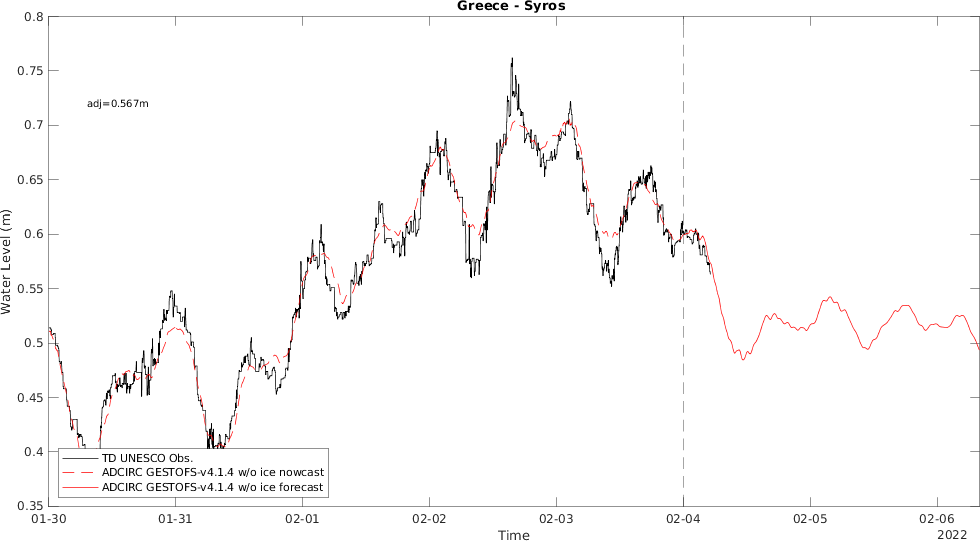 Greece - Syros
0.8
0.75
0.7
0.65
0.6
0.55
0.5
0.45
0.4
0.35
Water Level (m)
adj=0.567m
TD UNESCO Obs.
ADCIRC GESTOFS-v4.1.4 w/o ice nowcast
ADCIRC GESTOFS-v4.1.4 w/o ice forecast
01-30 01-31 02-01 02-02 02-03 02-04 02-05 02-06
Time
2022